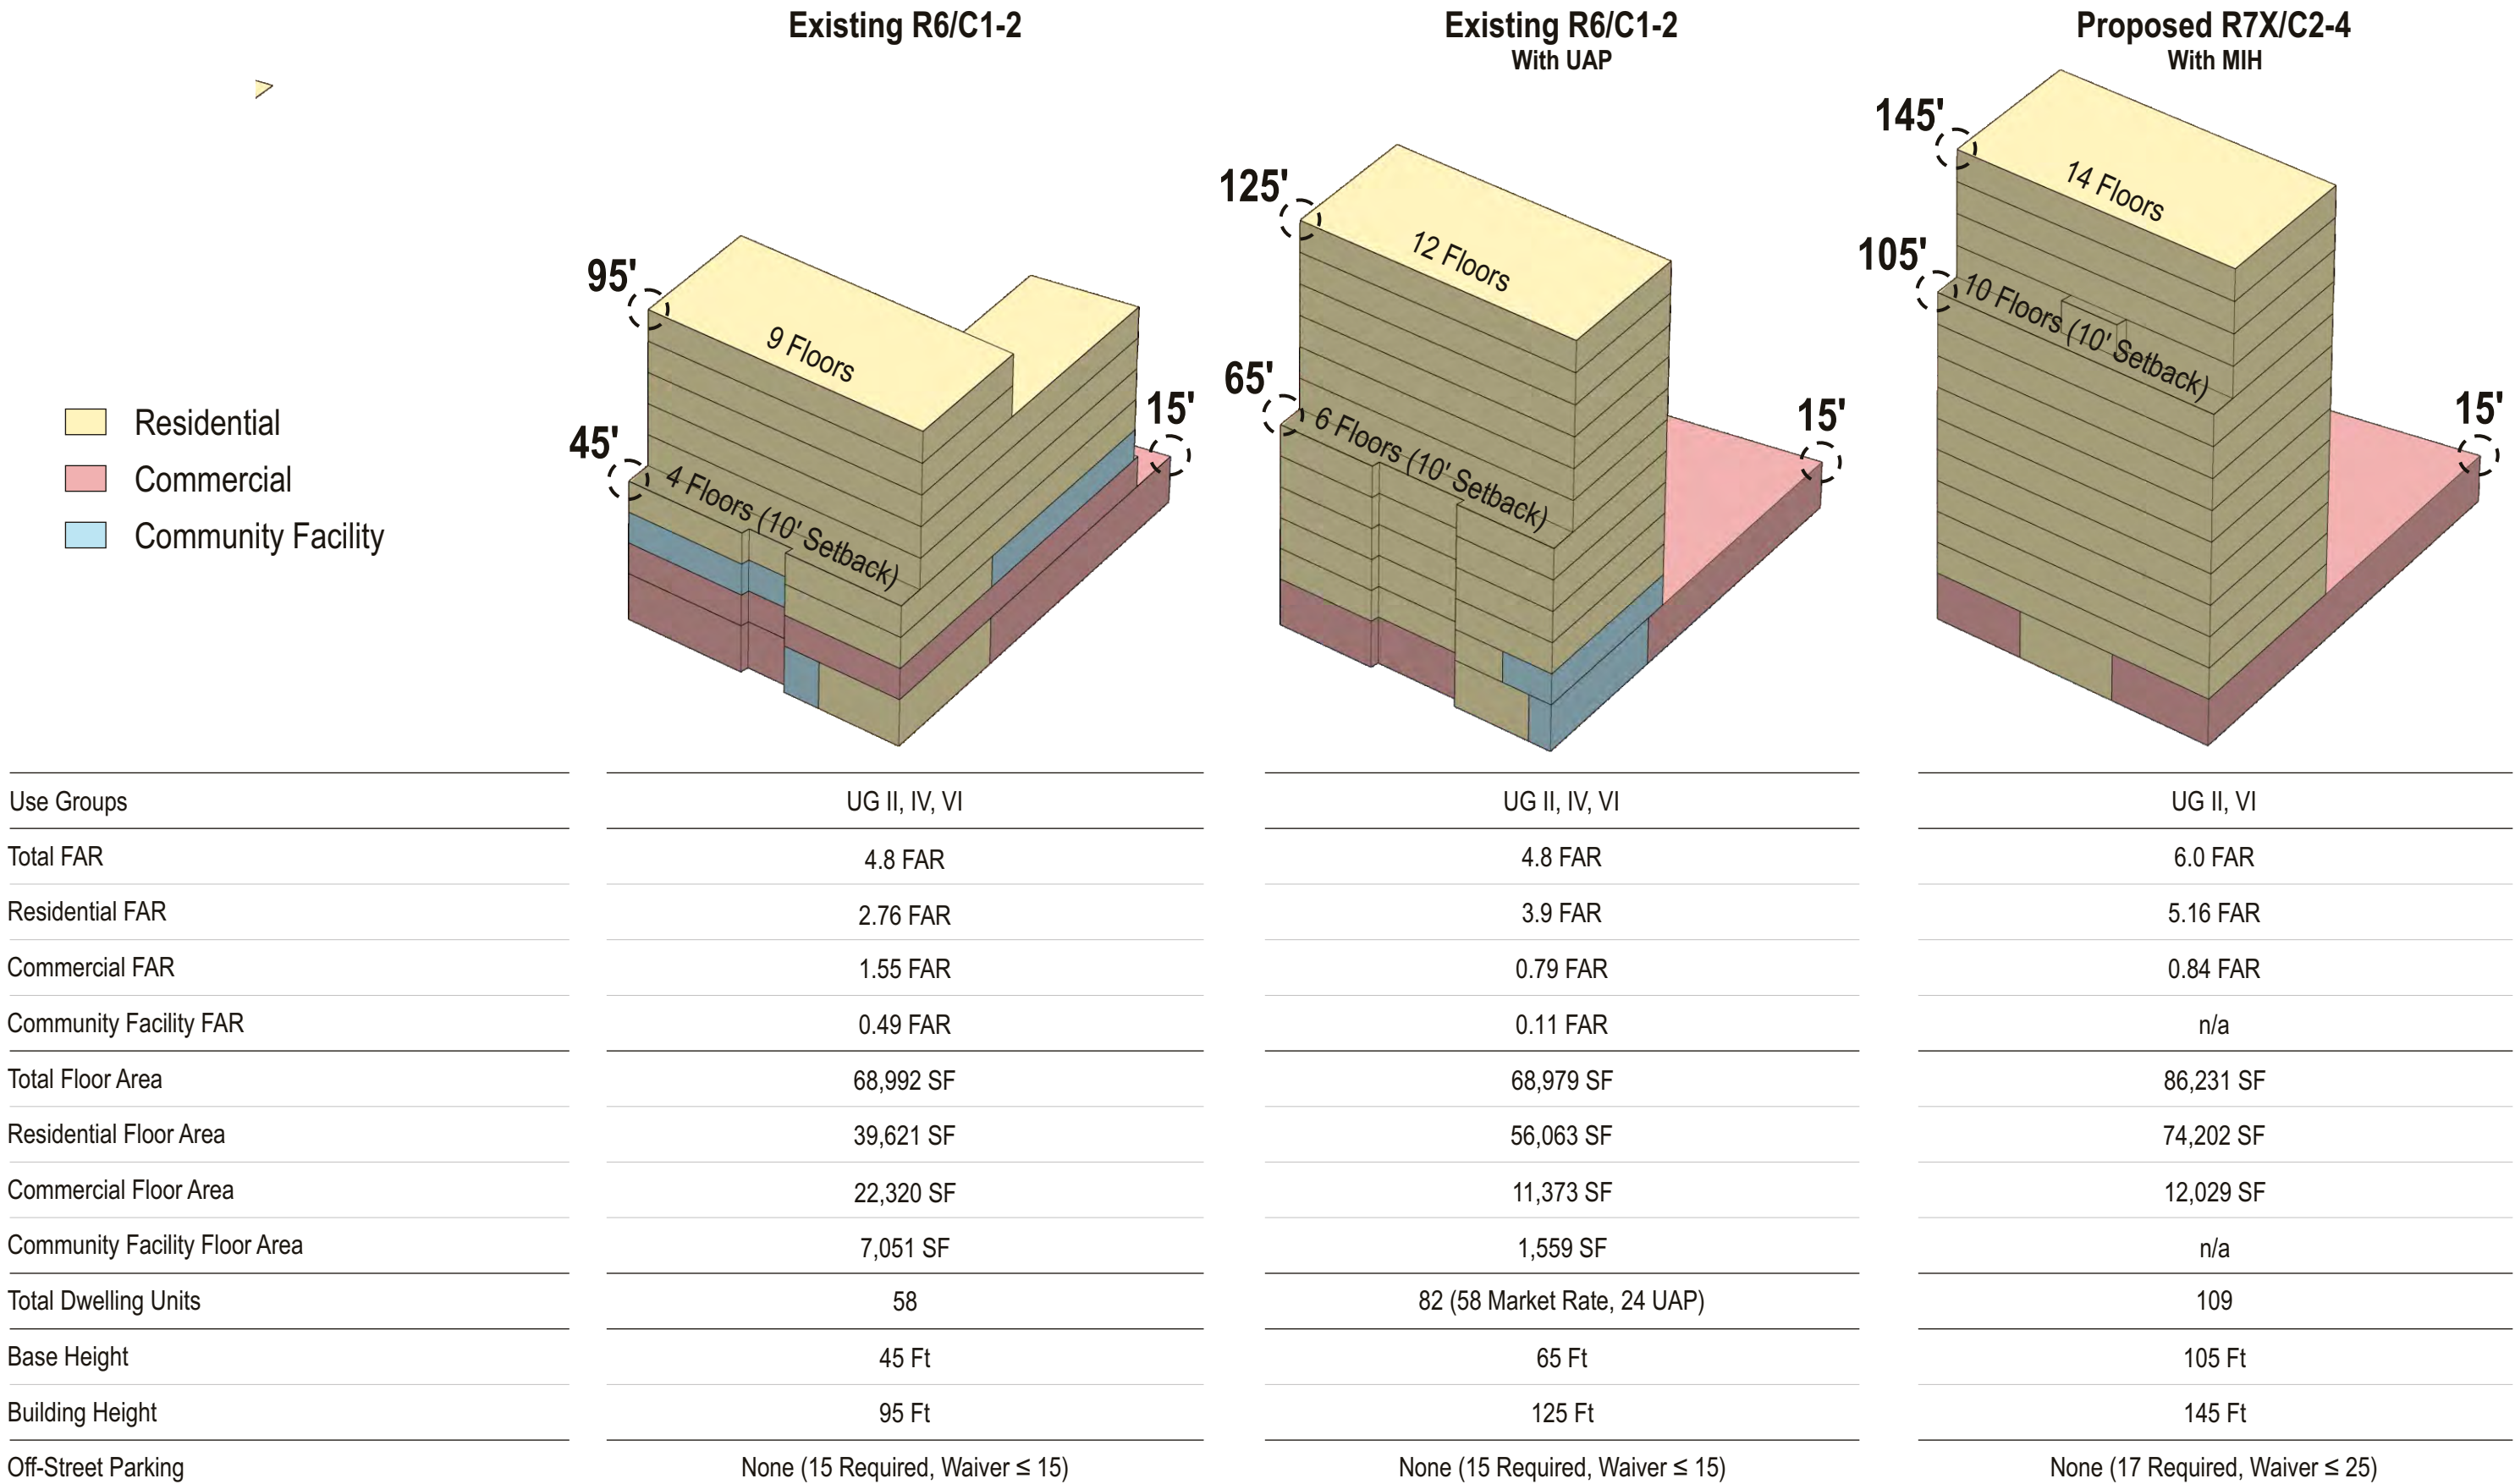 Existing R6/C1-2
Existing R6/C1-2
With UAP
Proposed R7X/C2-4
With MIH
Residential
Commercial
Community Facility
95'
9 Floors
45'
4 Floors (10' Setback)
15'
125'
12 Floors
65'
6 Floors (10' Setback)
15'
145'
14 Floors
105'
10 Floors (10' Setback)
15'
Use Groups UG II, IV, VI UG II, IV, VI UG II, VI
Total FAR 4.8 FAR 4.8 FAR 6.0 FAR
Residential FAR 2.76 FAR 3.9 FAR 5.16 FAR
Commercial FAR 1.55 FAR 0.79 FAR 0.84 FAR
Community Facility FAR 0.49 FAR 0.11 FAR n/a
Total Floor Area 68,992 SF 68,979 SF 86,231 SF
Residential Floor Area 39,621 SF 56,063 SF 74,202 SF
Commercial Floor Area 22,320 SF 11,373 SF 12,029 SF
Community Facility Floor Area 7,051 SF 1,559 SF n/a
Total Dwelling Units 58 82 (58 Market Rate, 24 UAP) 109
Base Height 45 Ft 65 Ft 105 Ft
Building Height 95 Ft 125 Ft 145 Ft
Off-Street Parking None (15 Required, Waiver ≤ 15) None (15 Required, Waiver ≤ 15) None (17 Required, Waiver ≤ 25)